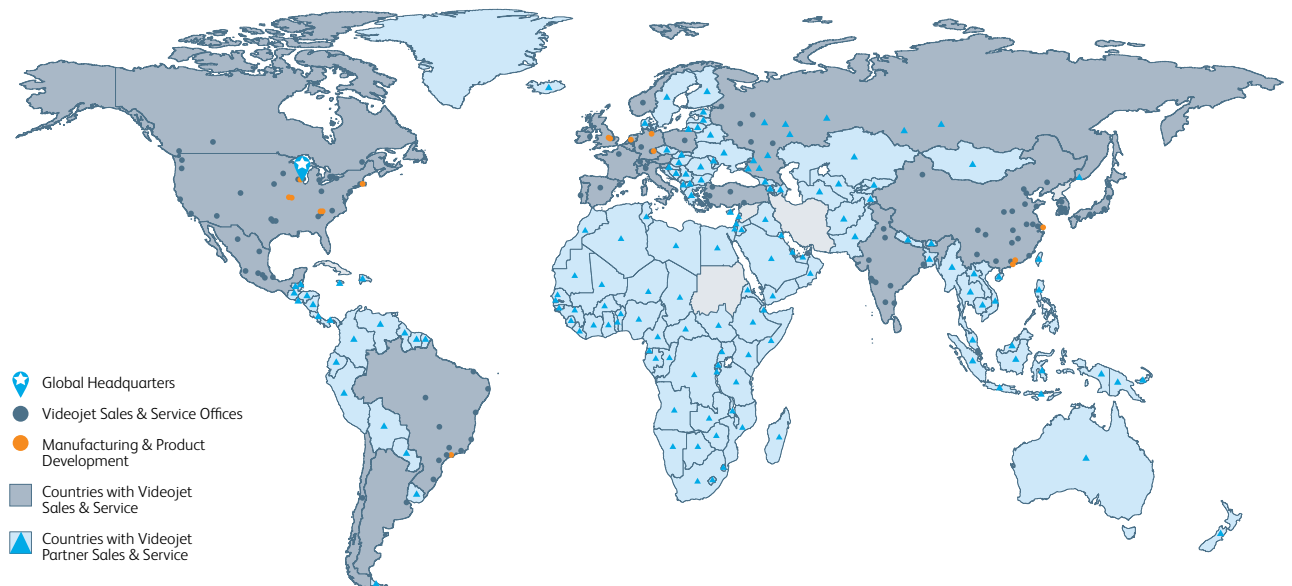 Global Headquarters
Videojet Sales & Service Offices
Manufacturing & Product
Development
Countries with Videojet
Sales & Service
Countries with Videojet
Partner Sales & Service